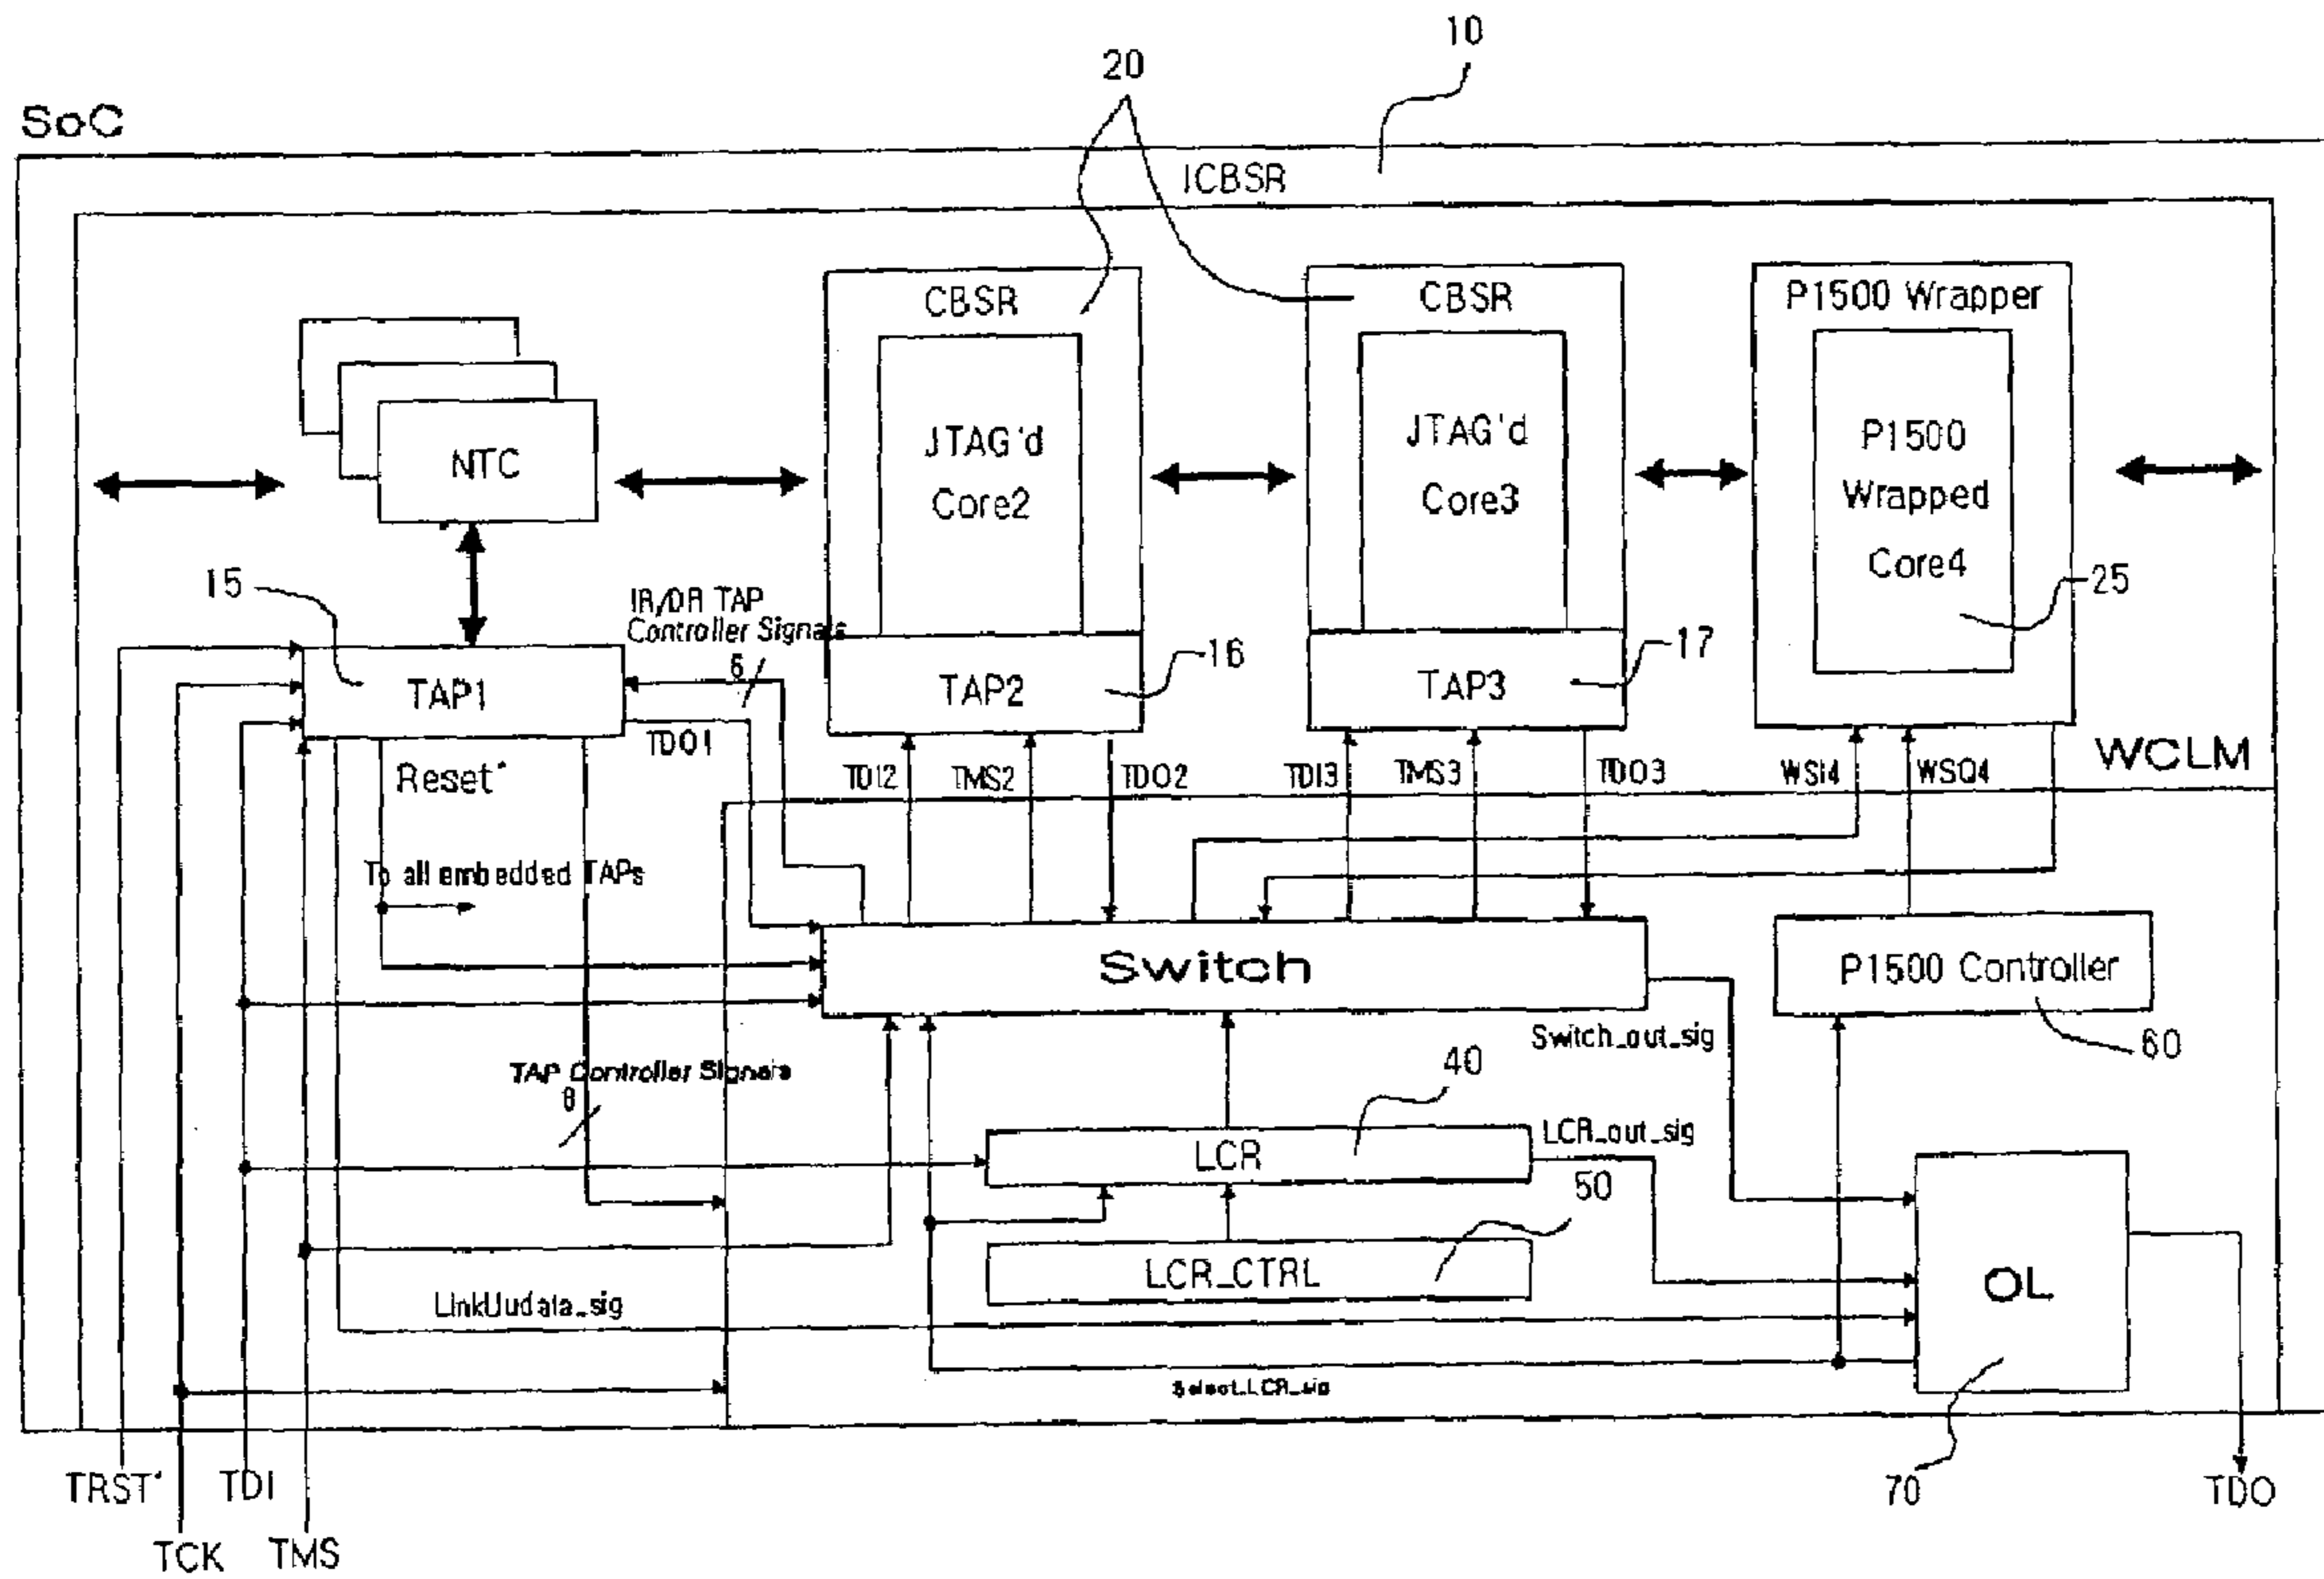 10
20
SoC
ICBSR
CBSR
CBSR
P1500 Wrapper
NTC
JTAG'd
Core2
JTAG'd
Core3
P1500
Wrapped
Core4
15
IR/DR TAP
Controller Signals
6
16
17
25
TAP1
TAP2
TAP3
TDO1
Reset*
TDI2
TMS2
TDO2
TDI3
TMS3
TDO3
WSI4
WSO4
WCLM
To all embedded TAPs
Switch
P1500 Controller
Switch_out_sig
60
TAP Controller Signals
8
40
LCR
LCR_out_sig
50
LCR_CTRL
OL
Select_LCR_sig
TRST*
TDI
70
TDO
TCK
TMS